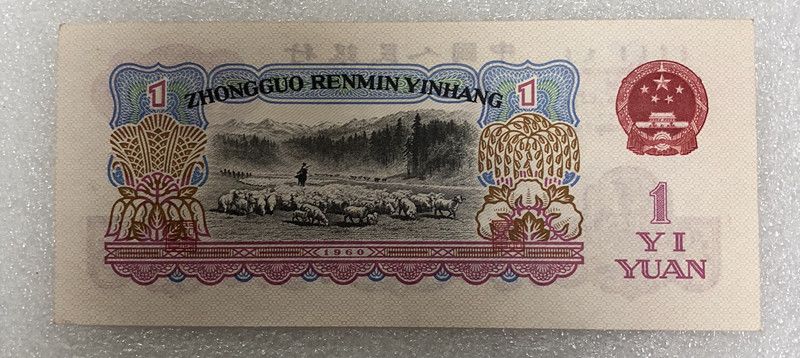 ZHONGGUO RENMIN YINHANG
1
1
1960
1
YI
YUAN